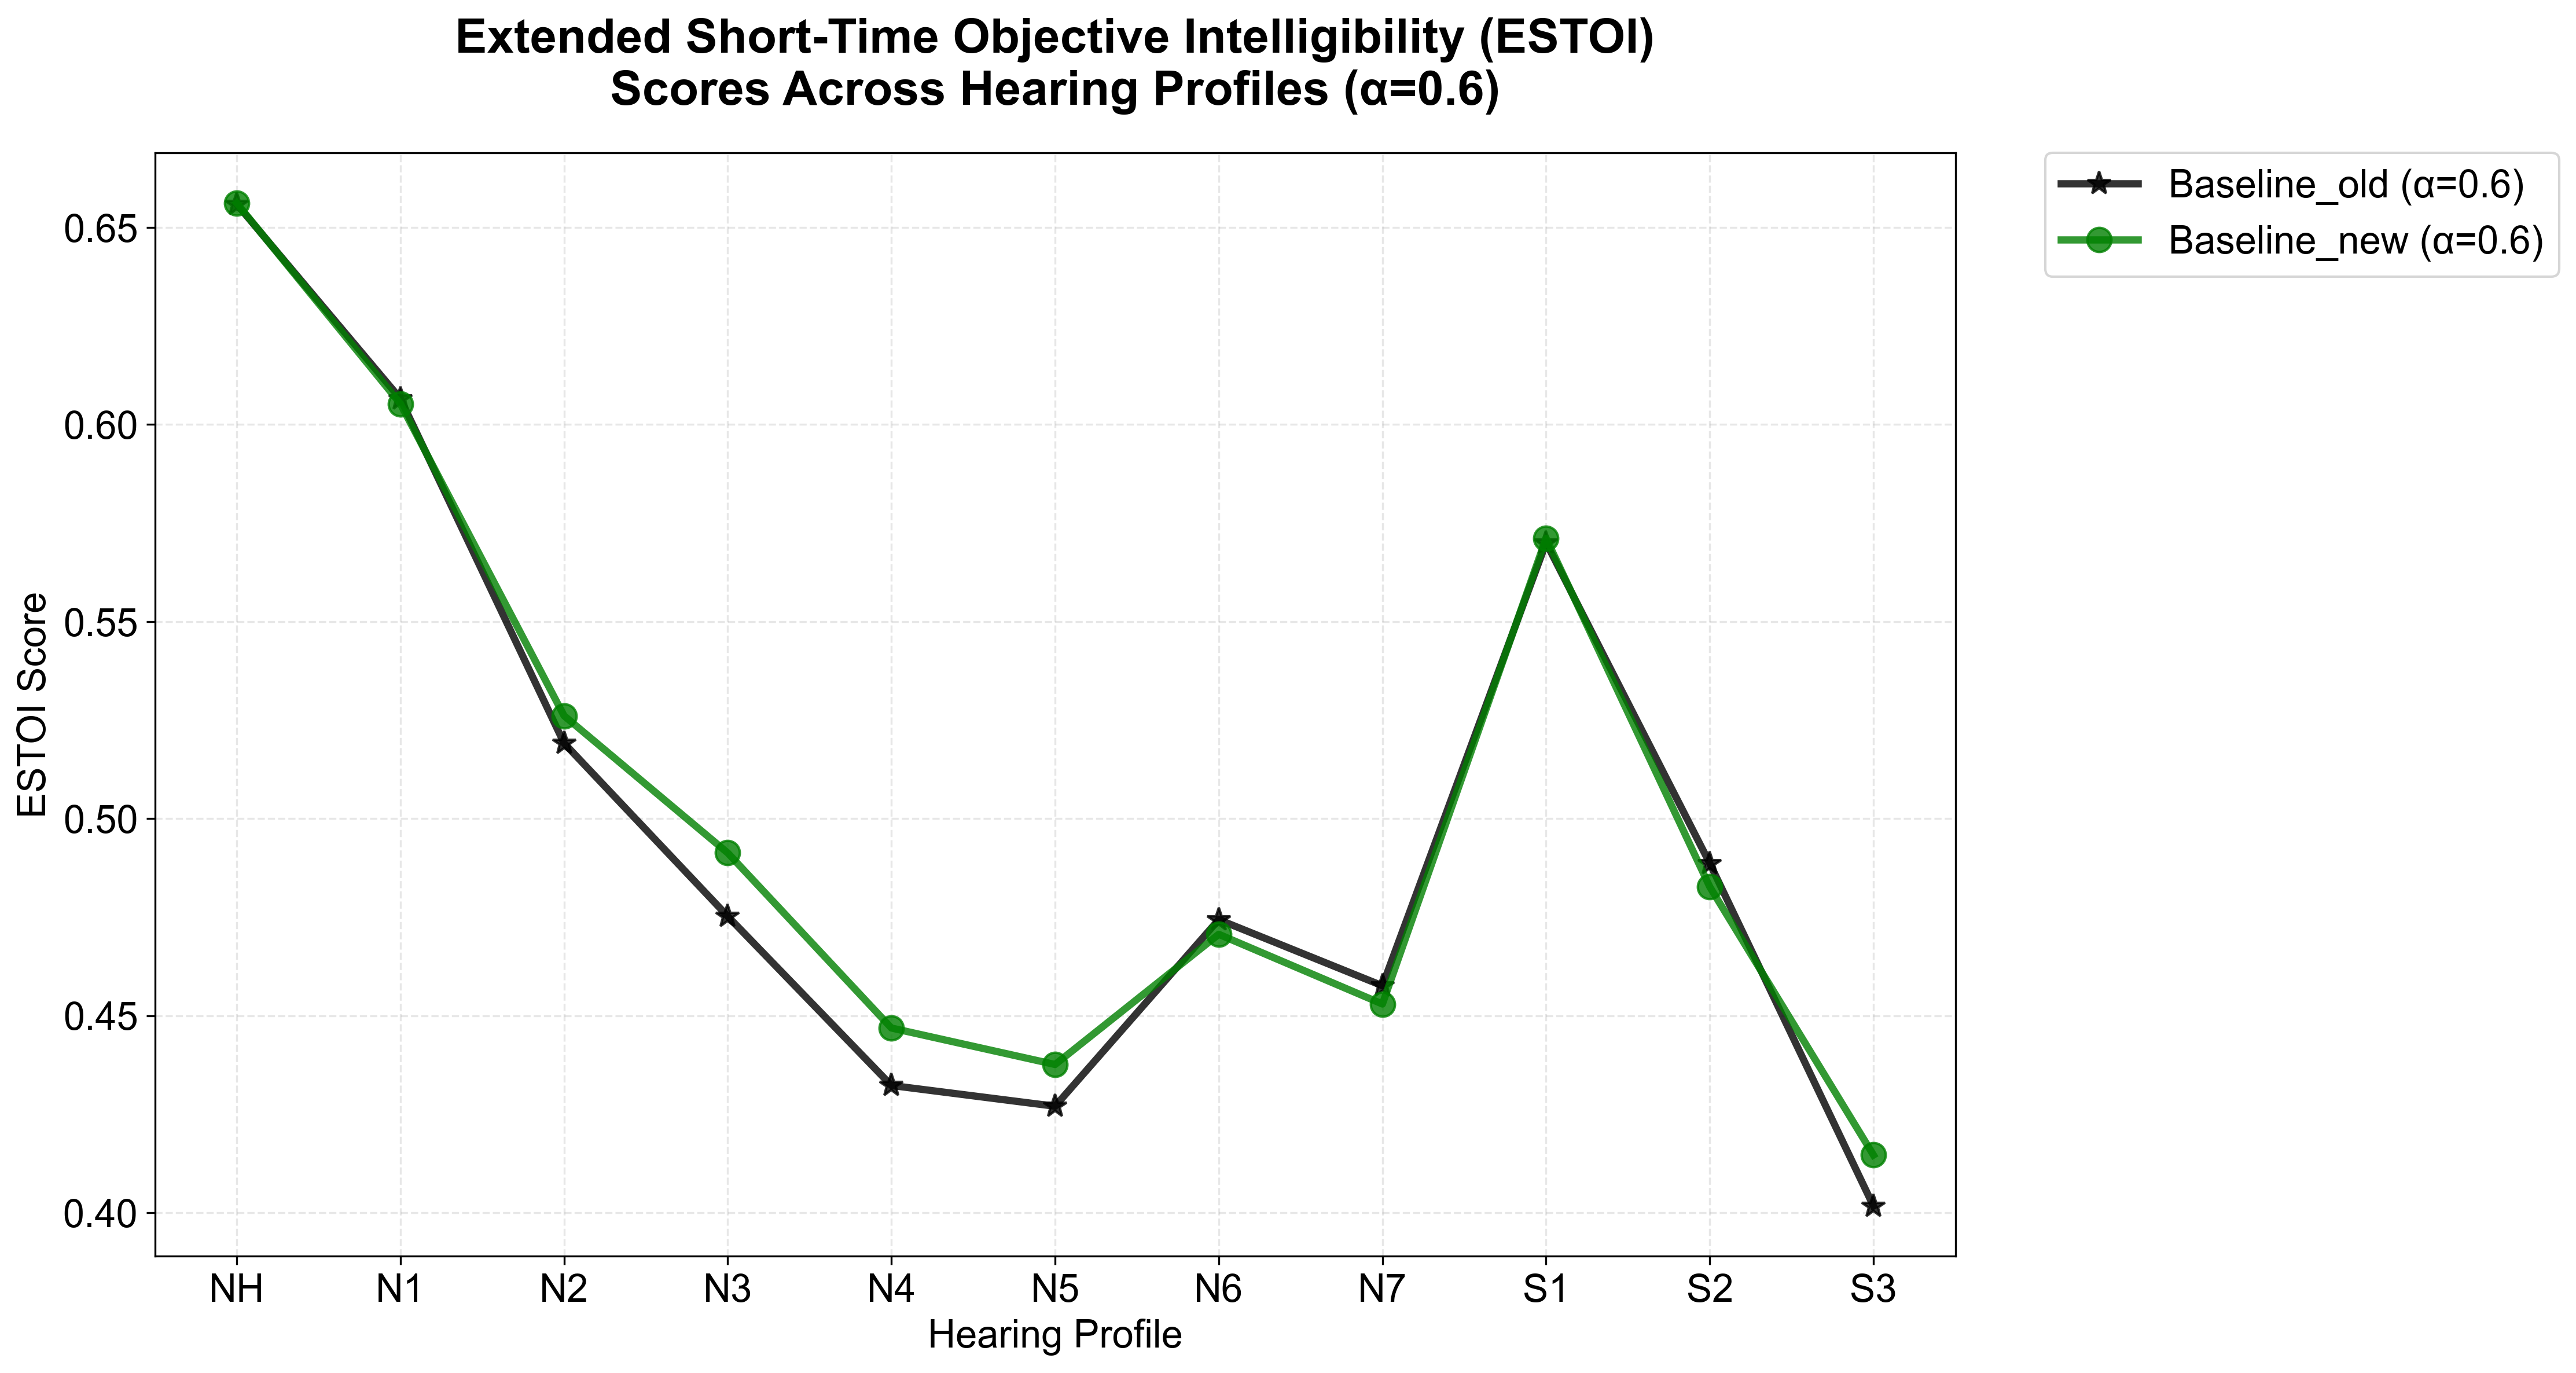 Extended Short-Time Objective Intelligibility (ESTOI)
Scores Across Hearing Profiles (α=0.6)
Baseline_old (α=0.6)
Baseline_new (α=0.6)
ESTOI Score
0.65
0.60
0.55
0.50
0.45
0.40
NH N1 N2 N3 N4 N5 N6 N7 S1 S2 S3
Hearing Profile